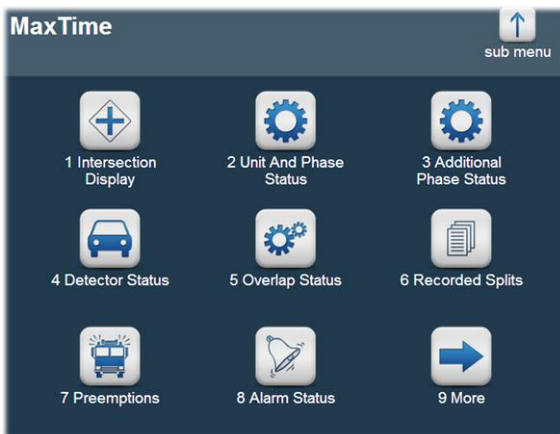 MaxTime
sub menu
1 Intersection
Display
2 Unit And Phase
Status
3 Additional
Phase Status
4 Detector Status
5 Overlap Status
6 Recorded Splits
7 Preemptions
8 Alarm Status
9 More